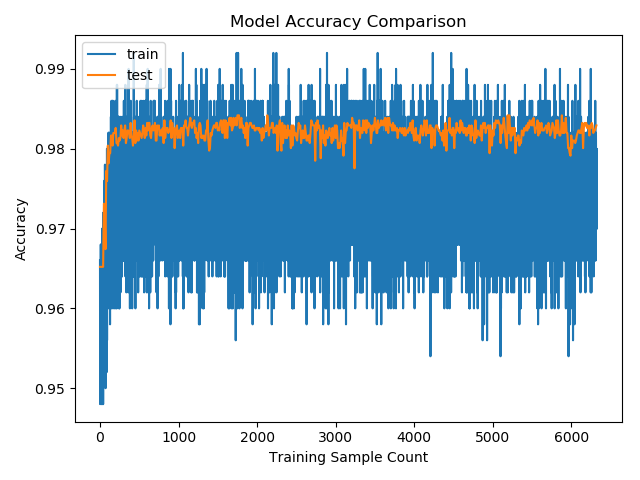 Model Accuracy Comparison
train
test
0.99
0.98
0.97
0.96
0.95
Accuracy
0 1000 2000 3000 4000 5000 6000
Training Sample Count